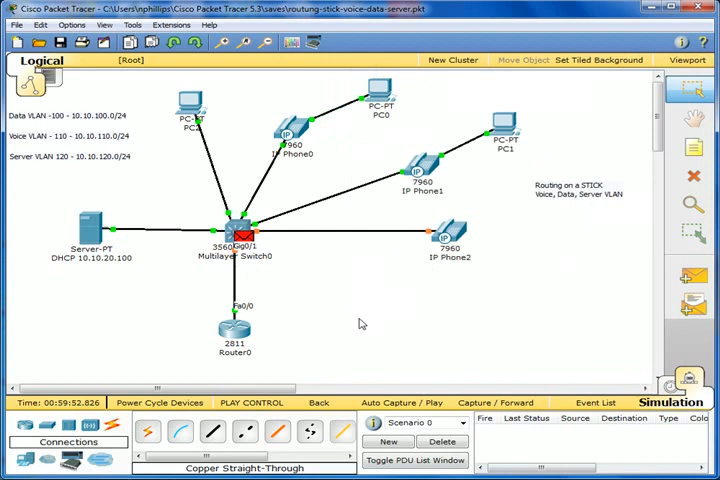 Cisco Packet Tracer 5.3 - C:\Users\nphillips\Cisco Packet Tracer 5.3\saves\routung-stick-voice-data-server.pkt
File Edit Options View Tools Extensions Help
Logical [Root] New Cluster Move Object Set Tiled Background Viewport
Data VLAN -100 - 10.10.100.0/24
Voice VLAN - 110 - 10.10.110.0/24
Server VLAN 120 - 10.10.120.0/24
PC-PT
PC2
7960
IP Phone0
PC-PT
PC0
PC-PT
PC1
7960
IP Phone1
Routing on a STICK
Voice, Data, Server VLAN
Server-PT
DHCP 10.10.20.100
3560 Gig0/1
Multilayer Switch0
IP
7960
IP Phone2
Fa0/0
2811
Router0
Time: 00:59:52.826 Power Cycle Devices PLAY CONTROL Back Auto Capture / Play Capture / Forward Event List Simulation
Connections
Copper Straight-Through
Scenario 0
New Delete
Toggle PDU List Window
Fire Last Status Source Destination Type Colo